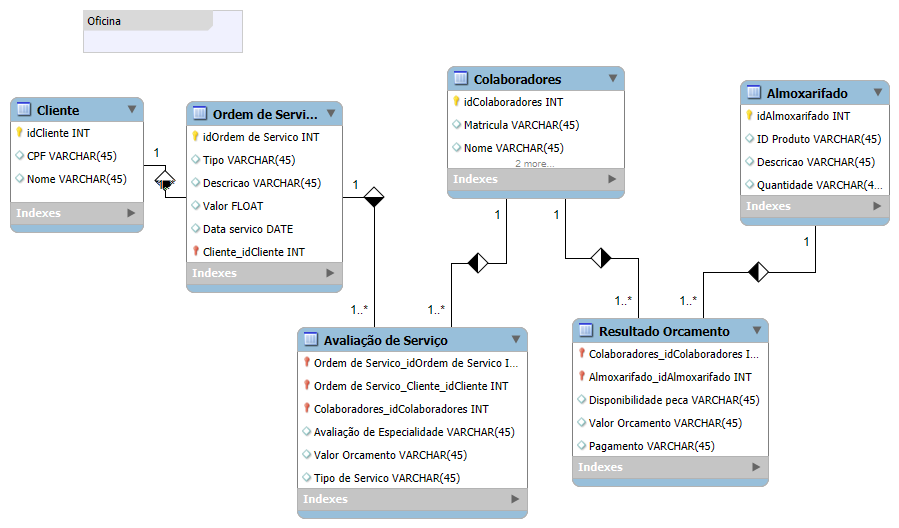 Oficina
Cliente
idCliente INT
CPF VARCHAR(45)
Nome VARCHAR(45)
Indexes
1
Ordem de Servi...
idOrdem de Servico INT
Tipo VARCHAR(45)
Descricao VARCHAR(45)
Valor FLOAT
Data servico DATE
Cliente_idCliente INT
Indexes
1
1..*
Colaboradores
idColaboradores INT
Matricula VARCHAR(45)
Nome VARCHAR(45)
2 more...
Indexes
1
1
1..*
1..*
Almoxarifado
idAlmoxarifado INT
ID Produto VARCHAR(45)
Descricao VARCHAR(45)
Quantidade VARCHAR(4...
Indexes
1
1..*
Avaliação de Serviço
Ordem de Servico_idOrdem de Servico I...
Ordem de Servico_Cliente_idCliente INT
Colaboradores_idColaboradores INT
Avaliação de Especialidade VARCHAR(45)
Valor Orcamento VARCHAR(45)
Tipo de Servico VARCHAR(45)
Indexes
Resultado Orcamento
Colaboradores_idColaboradores I...
Almoxarifado_idAlmoxarifado INT
Disponibilidade peca VARCHAR(45)
Valor Orcamento VARCHAR(45)
Pagamento VARCHAR(45)
Indexes